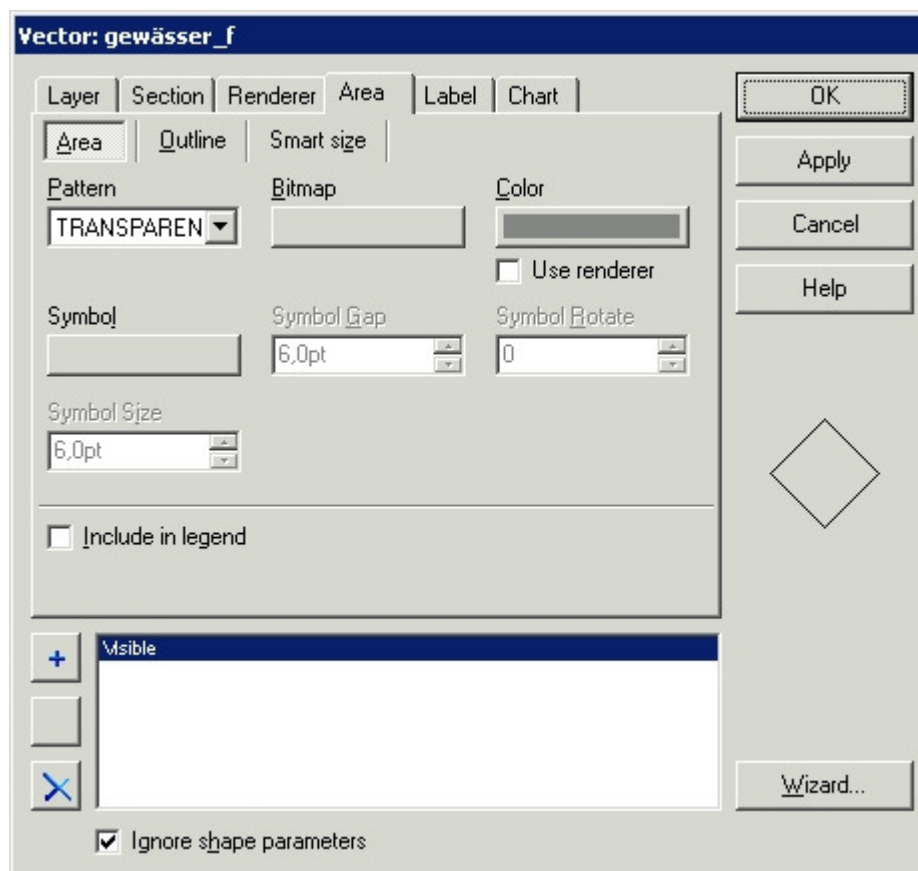 Vector: gewässer_f
Layer Section Renderer Area Label Chart
OK
Area Outline Smart size
Apply
Pattern Bitmap Color
TRANSPAREN
Cancel
Use renderer
Help
Symbol Symbol Gap Symbol Rotate
6,0pt 0
Symbol Size
6,0pt
Include in legend
+ Visible
Wizard...
Ignore shape parameters